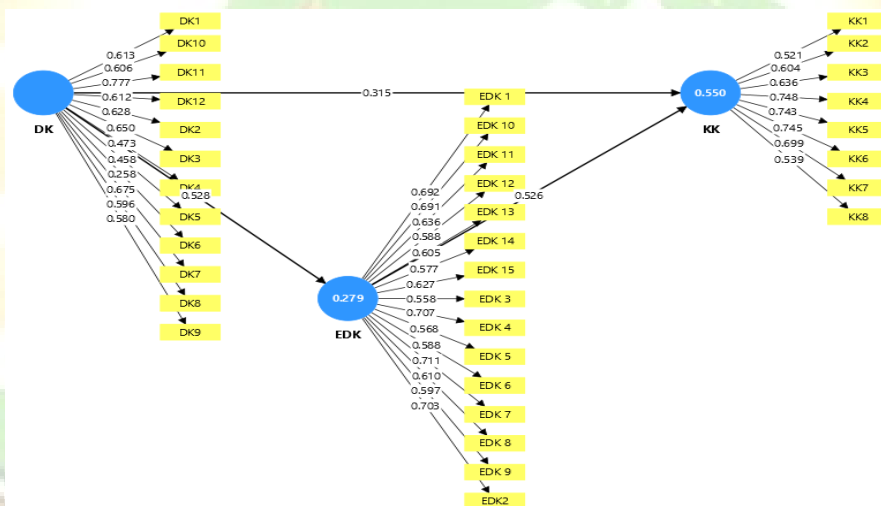 DK1
DK10
DK11
DK12
DK2
DK3
DK4
DK5
DK6
DK7
DK8
DK9
0.613
0.606
0.777
0.612
0.628
0.650
0.473
0.458
0.258
0.675
0.596
0.580
DK
0.315
0.528
0.526
0.279
EDK
EDK 1
EDK 10
EDK 11
EDK 12
EDK 13
EDK 14
EDK 15
EDK 3
EDK 4
EDK 5
EDK 6
EDK 7
EDK 8
EDK 9
EDK2
0.692
0.691
0.636
0.588
0.605
0.577
0.627
0.558
0.707
0.568
0.588
0.711
0.610
0.597
0.703
0.550
KK
0.521
0.604
0.636
0.748
0.743
0.745
0.699
0.539
KK1
KK2
KK3
KK4
KK5
KK6
KK7
KK8